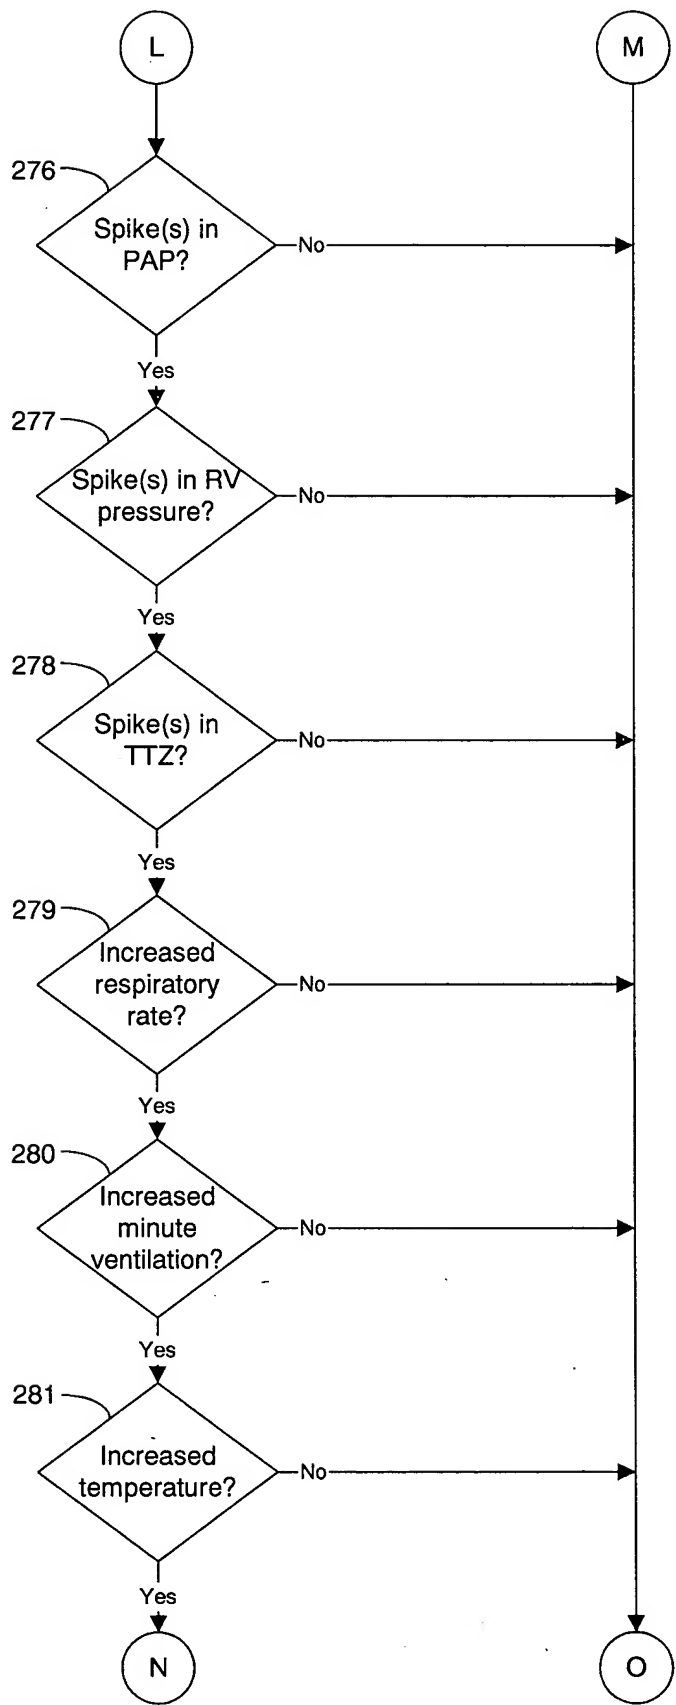 L
M
276
Spike(s) in
PAP?
No
Yes
277
Spike(s) in RV
pressure?
No
Yes
278
Spike(s) in
TTZ?
No
Yes
279
Increased
respiratory
rate?
No
Yes
280
Increased
minute
ventilation?
No
Yes
281
Increased
temperature?
No
Yes
N
O